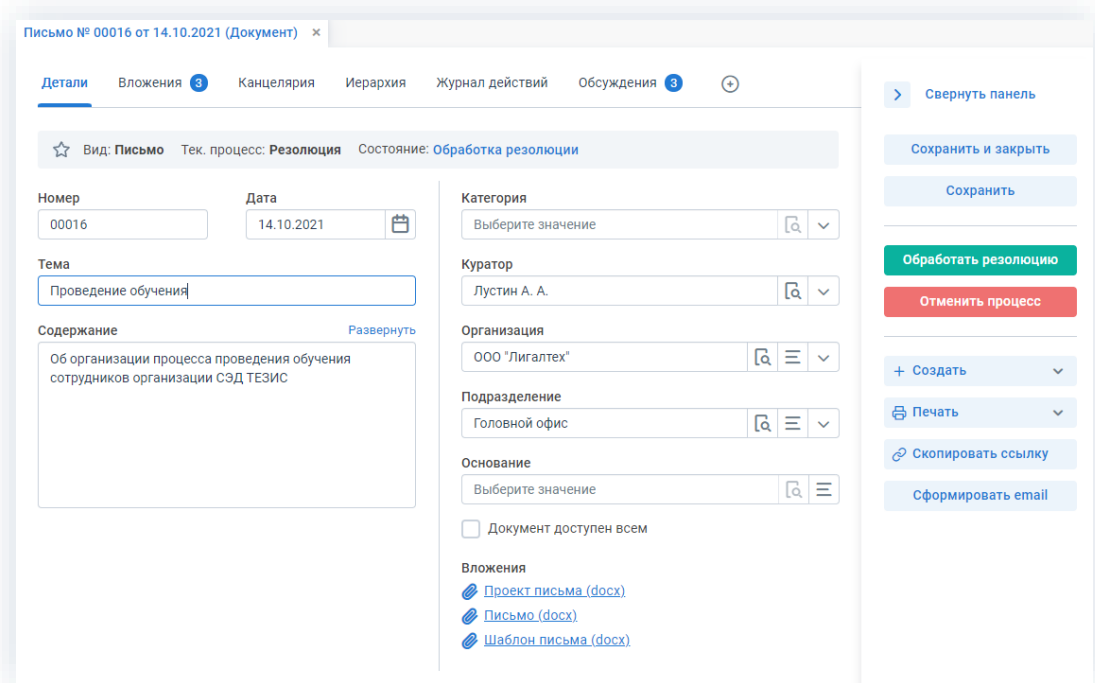 Письмо № 00016 от 14.10.2021 (Документ) ×
Детали Вложения 3 Канцелярия Иерархия Журнал действий Обсуждения 3
Вид: Письмо Тек. процесс: Резолюция Состояние: Обработка резолюции
Номер Дата
00016 14.10.2021
Тема
Проведение обучения
Содержание Развернуть
Об организации процесса проведения обучения
сотрудников организации СЭД ТЕЗИС
Категория
Выберите значение
Куратор
Лустин А. А.
Организация
ООО "Лигалтех"
Подразделение
Головной офис
Основание
Выберите значение
Документ доступен всем
Вложения
Проект письма (docx)
Письмо (docx)
Шаблон письма (docx)
Свернуть панель
Сохранить и закрыть
Сохранить
Обработать резолюцию
Отменить процесс
+ Создать
Печать
Скопировать ссылку
Сформировать email